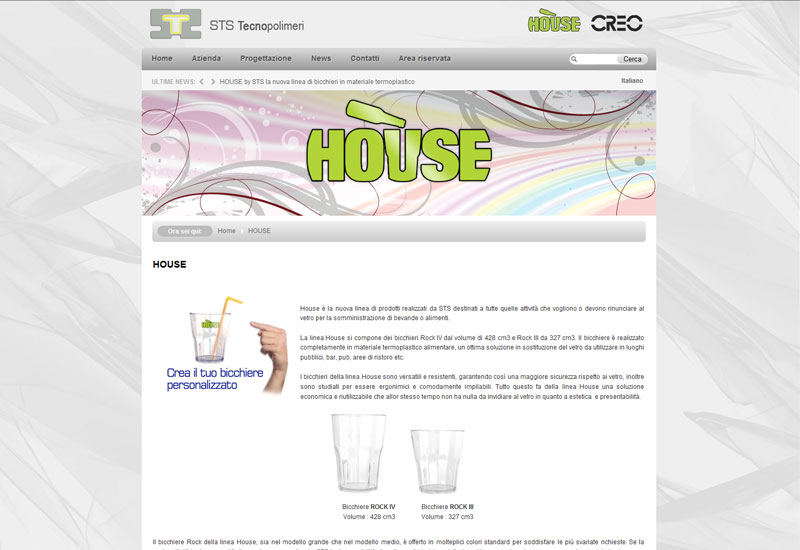 STS Tecnopolimeri
HOUSE CREO
Home Azienda Progettazione News Contatti Area riservata Cerca
ULTIME NEWS: HOUSE by STS la nuova linea di bicchieri in materiale termoplastico Italiano
HOUSE
Ora sei qui: Home HOUSE
HOUSE
HOUSE
Crea il tuo bicchiere
personalizzato
House è la nuova linea di prodotti realizzati da STS destinati a tutte quelle attività che vogliono o devono rinunciare al
vetro per la somministrazione di bevande o alimenti.
La linea House si compone dei bicchieri Rock IV dal volume di 428 cm3 e Rock III da 327 cm3. Il bicchiere è realizzato
completamente in materiale termoplastico alimentare, un ottima soluzione in sostituzione del vetro da utilizzare in luoghi
pubblici, bar, pub, aree di ristoro etc.
I bicchieri della linea House sono versatili e resistenti, garantendo così una maggiore sicurezza rispetto ai vetro, inoltre
sono studiati per essere ergonimici e comodamente impilabili. Tutto questo fa della linea House una soluzione
economica e riutilizzabile che allor stesso tempo non ha nulla da invidiare al vetro in quanto a estetica e presentabilità.
Bicchiere ROCK IV
Volume : 428 cm3
Bicchiere ROCK III
Volume : 327 cm3
Il bicchiere Rock della linea House, sia nel modello grande che nel modello medio, è offerto in molteplici colori standard per soddisfare le più svariate richieste. Se la